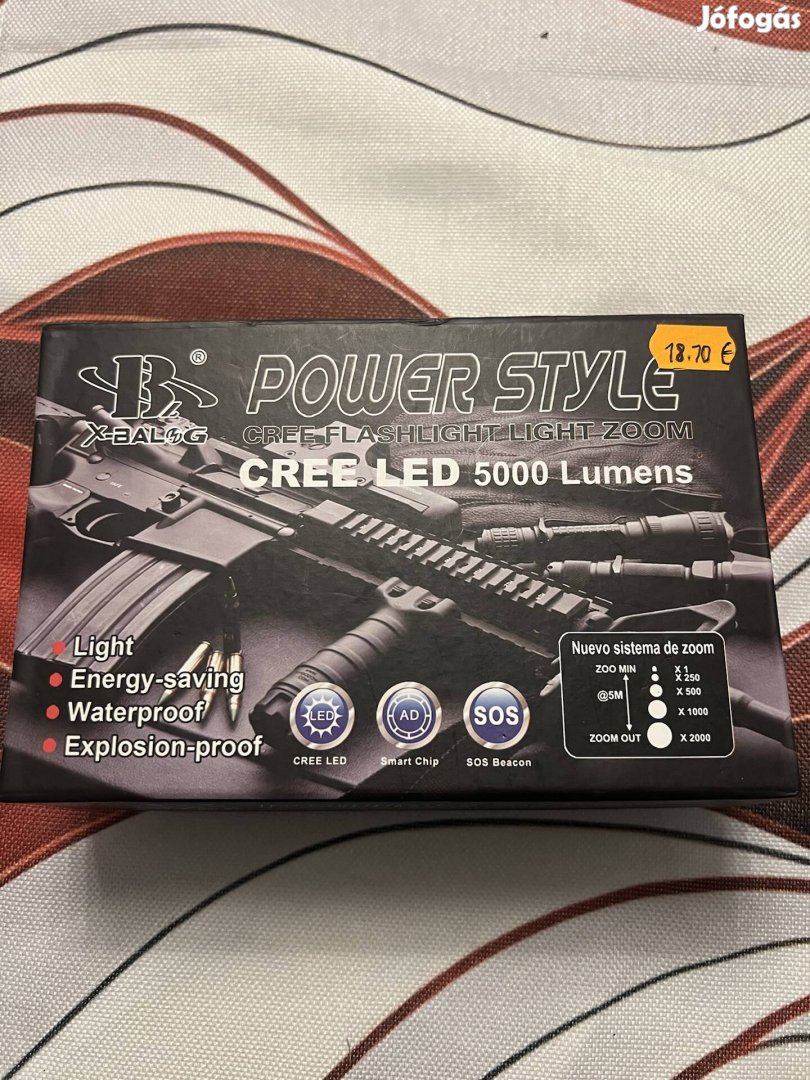 Jófogás
18.70 €
®
X-BALOG
POWER STYLE
CREE FLASHLIGHT LIGHT ZOOM
CREE LED 5000 Lumens
Light
Energy-saving
Waterproof
Explosion-proof
LED
CREE LED
AD
Smart Chip
SOS
SOS Beacon
Nuevo sistema de zoom
ZOO MIN X 1
X 250
@5M X 500
X 1000
ZOOM OUT X 2000